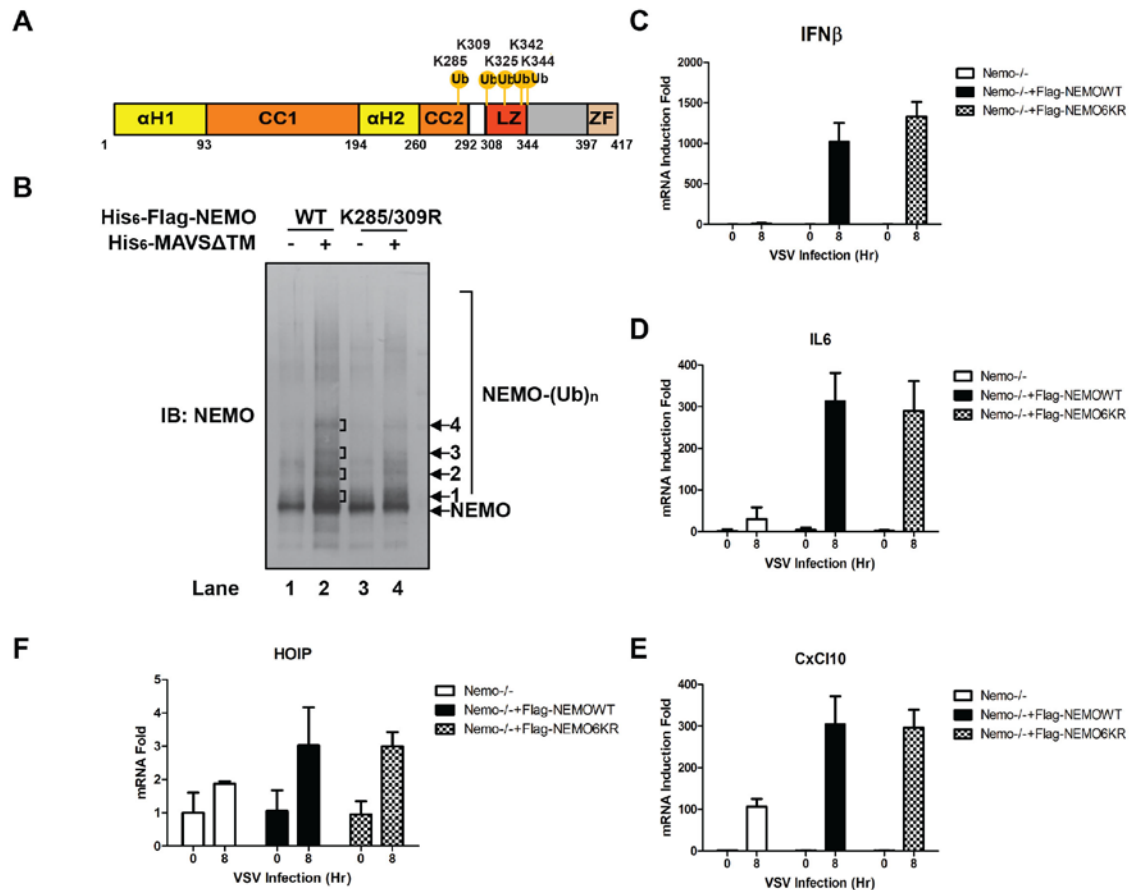 A
K309 K342
K285 K325 K344
Ub Ub Ub Ub Ub
αH1 CC1 αH2 CC2 LZ ZF
1 93 194 260 292 308 344 397 417
B
His6-Flag-NEMO WT K285/309R
His6-MAVSΔTM - + - +
IB: NEMO
NEMO-(Ub)n
4
3
2
1
NEMO
Lane 1 2 3 4
C
IFNβ
mRNA Induction Fold
1500
1000
500
0
0 8 0 8 0 8
VSV Infection (Hr)
Nemo-/-
Nemo-/-+Flag-NEMOWT
Nemo-/-+Flag-NEMO6KR
D
IL6
mRNA Induction Fold
400
300
200
100
0
0 8 0 8 0 8
VSV Infection (Hr)
Nemo-/-
Nemo-/-+Flag-NEMOWT
Nemo-/-+Flag-NEMO6KR
F
HOIP
mRNA Fold
5
4
3
2
1
0
0 8 0 8 0 8
VSV Infection (Hr)
Nemo-/-
Nemo-/-+Flag-NEMOWT
Nemo-/-+Flag-NEMO6KR
E
CxCl10
mRNA Induction Fold
400
300
200
100
0
0 8 0 8 0 8
VSV Infection (Hr)
Nemo-/-
Nemo-/-+Flag-NEMOWT
Nemo-/-+Flag-NEMO6KR